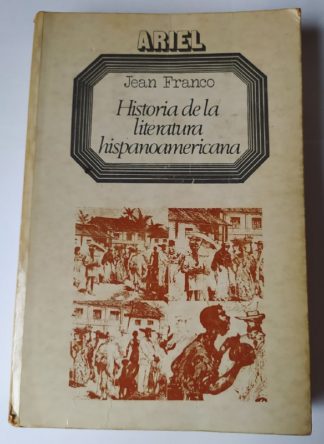 ARIEL
Jean Franco
Historia de la
literatura
hispanoamericana